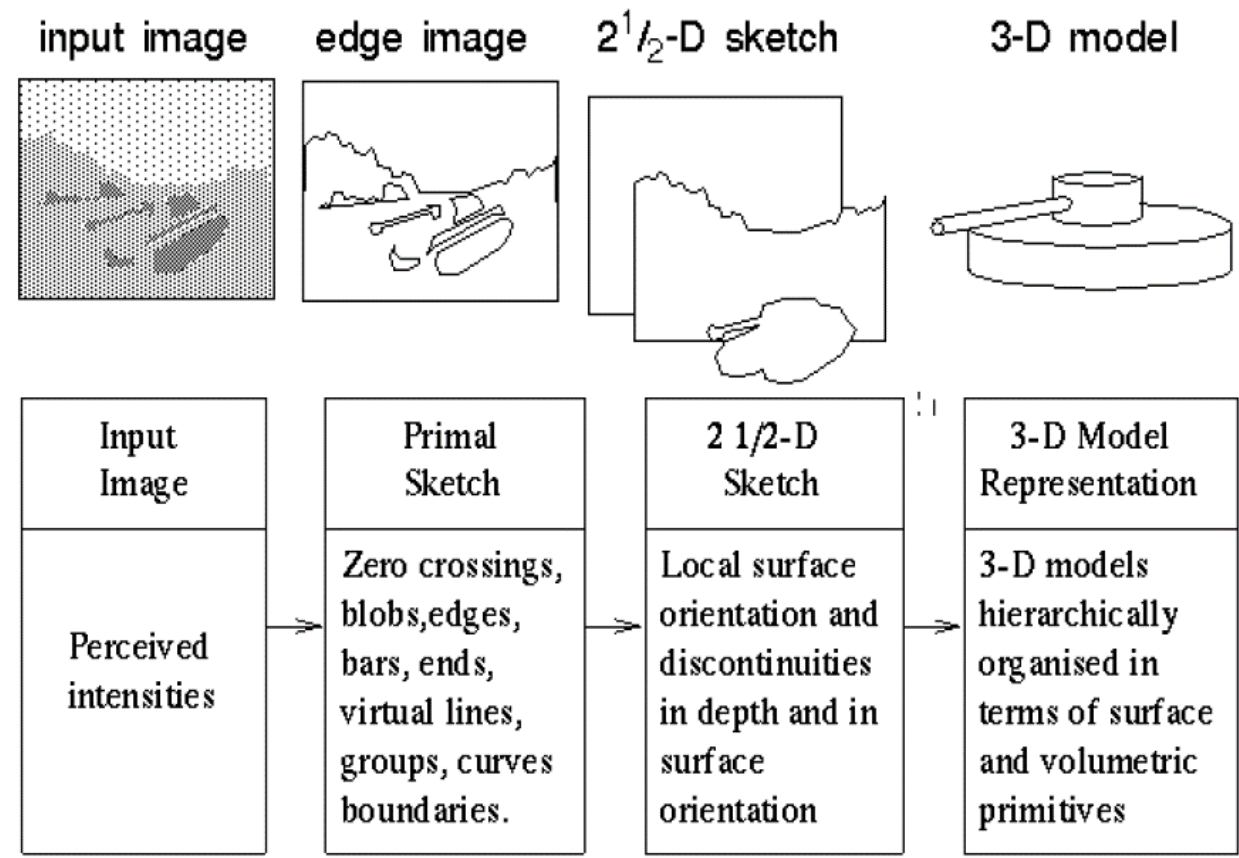 input image
edge image
2 1/2-D sketch
3-D model
Input
Image
Perceived
intensities
Primal
Sketch
Zero crossings,
blobs,edges,
bars, ends,
virtual lines,
groups, curves
boundaries.
2 1/2-D
Sketch
Local surface
orientation and
discontinuities
in depth and in
surface
orientation
3-D Model
Representation
3-D models
hierarchically
organised in
terms of surface
and volumetric
primitives